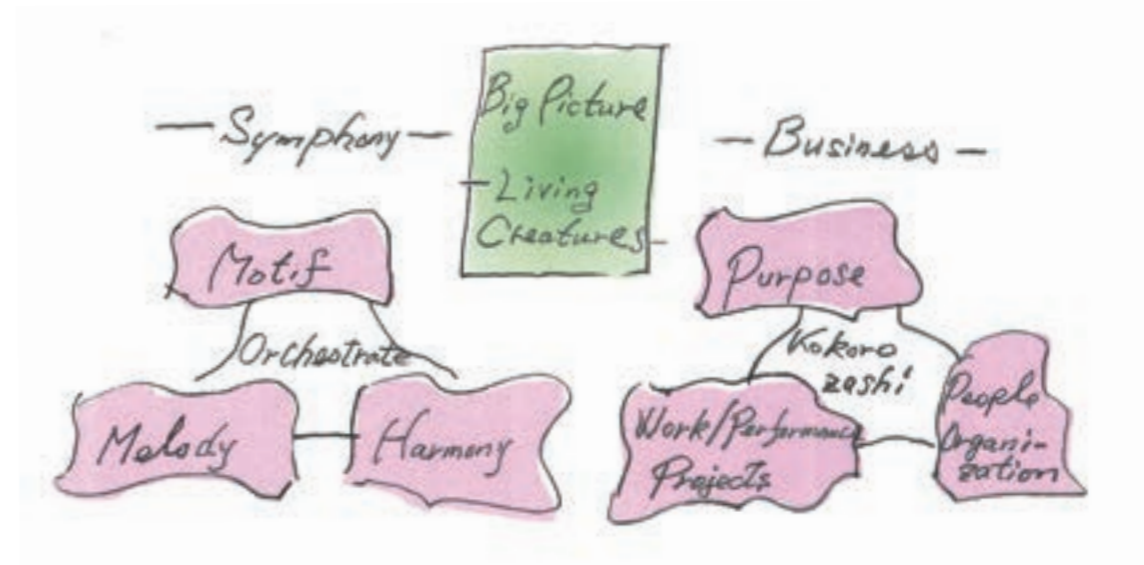 Big Picture
- Living
Creatures -
- Symphony -
Motif
Orchestrate
Melody
Harmony
- Business -
Purpose
Kokoro
zashi
Work/Performance
Projects
People
Organi-
zation